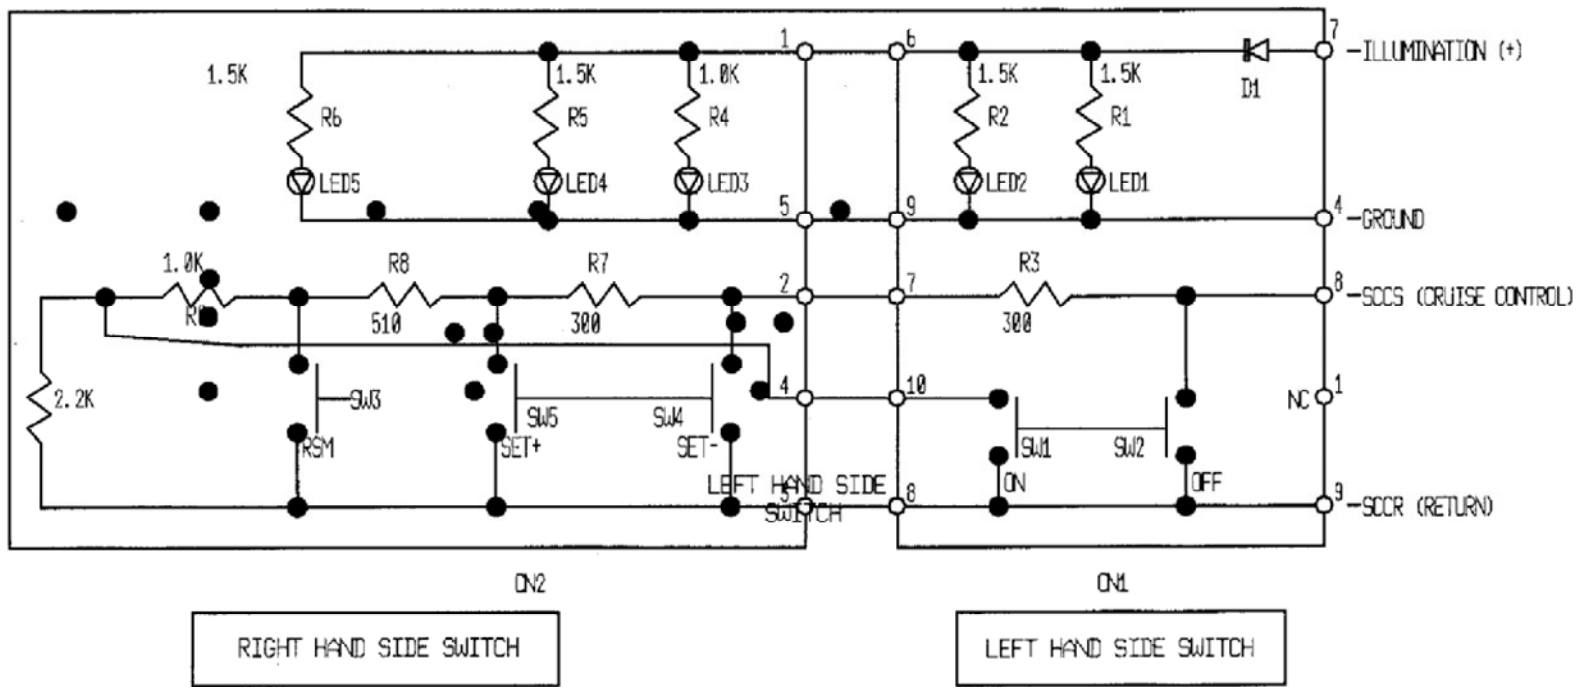 1
6
7
—ILLUMINATION (+)
1.5K
1.5K
1.0K
1.5K
1.5K
D1
R6
R5
R4
R2
R1
LED5
LED4
LED3
LED2
LED1
5
9
4
—GROUND
1.0K
R8
R7
2
7
R3
8
—SCCS (CRUISE CONTROL)
510
300
300
2.2K
SW3
SW5
SW4
4
10
NC
1
RSM
SET+
SET-
SW1
SW2
LEFT HAND SIDE
SWITCH
8
ON
OFF
9
—SCCR (RETURN)
CN2
CN1
RIGHT HAND SIDE SWITCH
LEFT HAND SIDE SWITCH